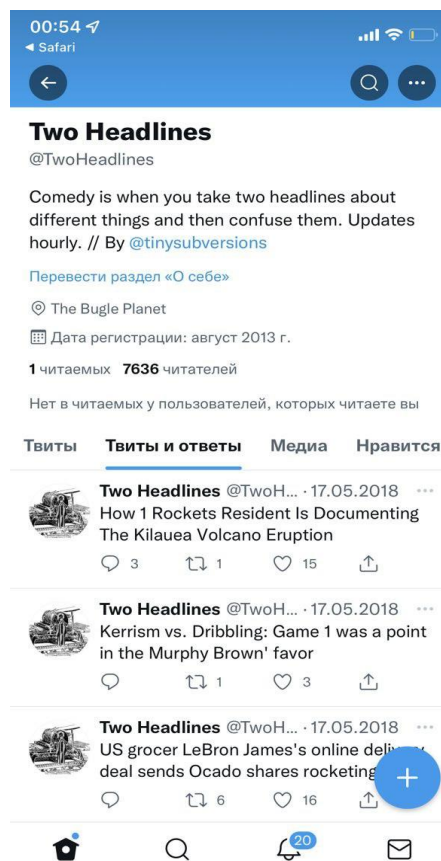 00:54
◀ Safari
Two Headlines
@TwoHeadlines
Comedy is when you take two headlines about
different things and then confuse them. Updates
hourly. // By @tinysubversions
Перевести раздел «О себе»
The Bugle Planet
Дата регистрации: август 2013 г.
1 читаемых 7636 читателей
Нет в читаемых у пользователей, которых читаете вы
Твиты Твиты и ответы Медиа Нравится
Two Headlines @TwoH... · 17.05.2018
How 1 Rockets Resident Is Documenting
The Kilauea Volcano Eruption
3 1 15
Two Headlines @TwoH... · 17.05.2018
Kerrism vs. Dribbling: Game 1 was a point
in the Murphy Brown' favor
1 3
Two Headlines @TwoH... · 17.05.2018
US grocer LeBron James's online delivery
deal sends Ocado shares rocketing
6 16
20